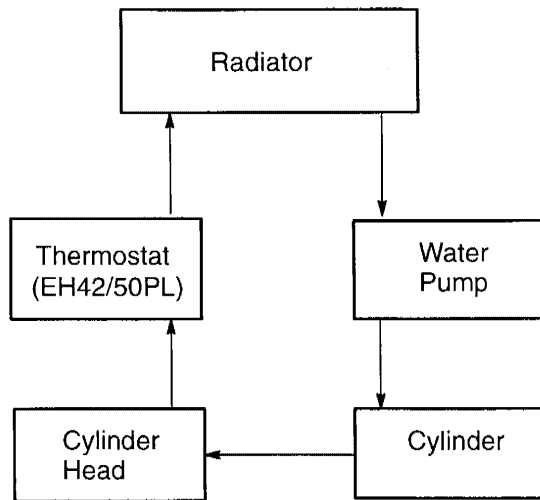 Radiator
Thermostat
(EH42/50PL)
Water
Pump
Cylinder
Head
Cylinder